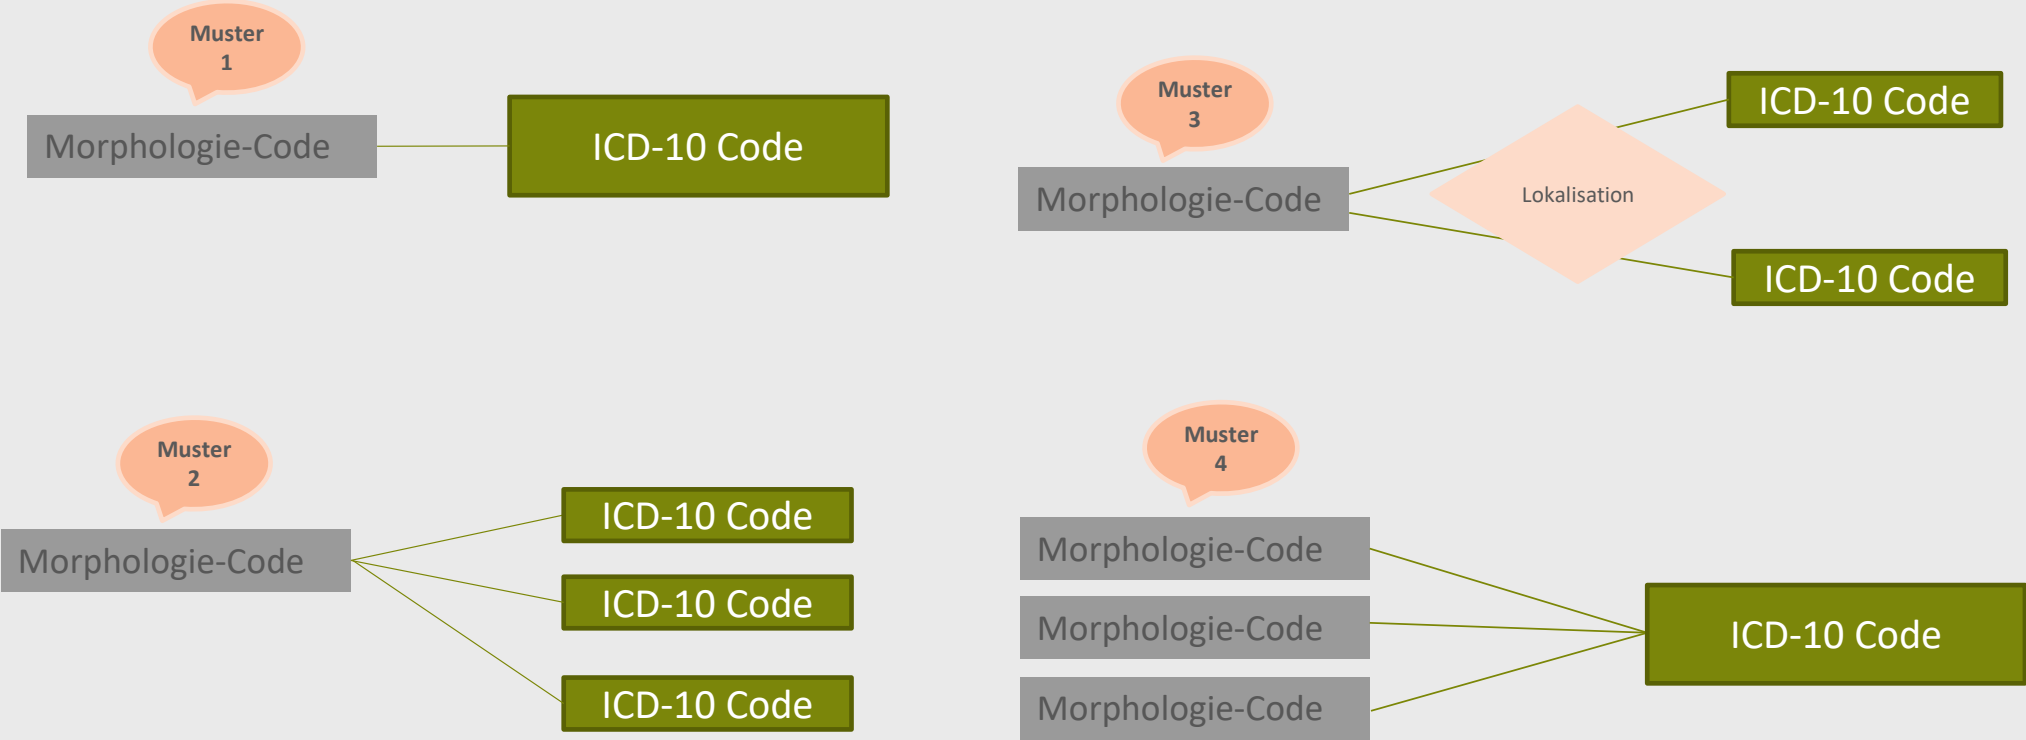 Muster
1
Morphologie-Code
ICD-10 Code
Muster
3
Morphologie-Code
Lokalisation
ICD-10 Code
ICD-10 Code
Muster
2
Morphologie-Code
ICD-10 Code
ICD-10 Code
ICD-10 Code
Muster
4
Morphologie-Code
Morphologie-Code
Morphologie-Code
ICD-10 Code